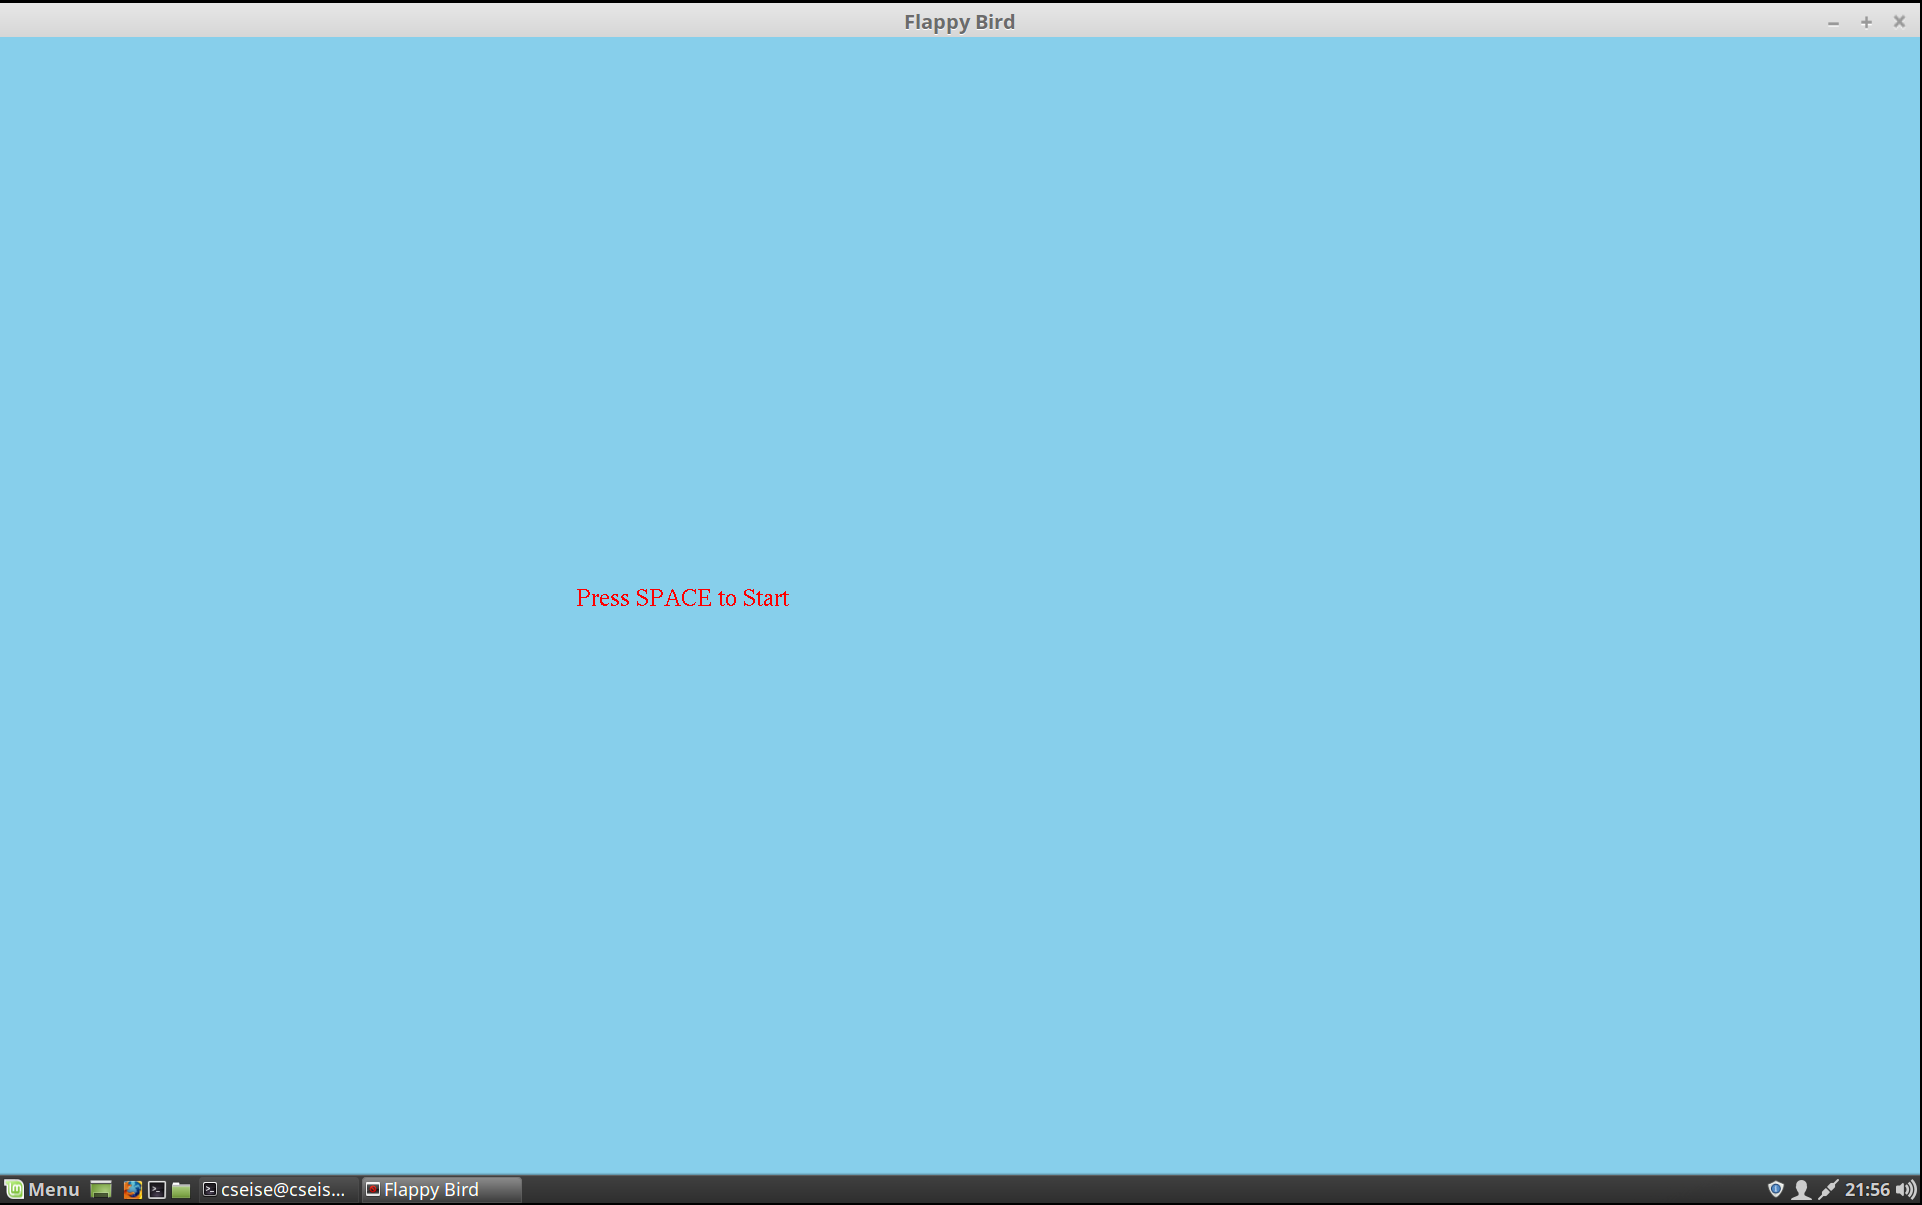 Flappy Bird
Press SPACE to Start
Menu
cseise@cseis...
Flappy Bird
21:56